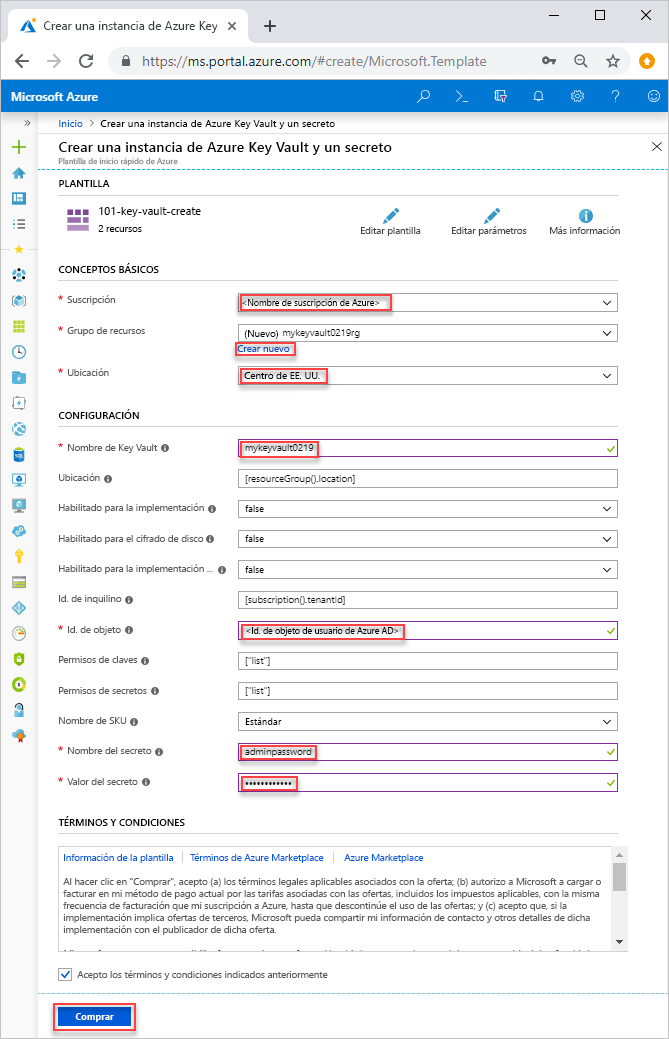 Crear una instancia de Azure Key
https://ms.portal.azure.com/#create/Microsoft.Template
Microsoft Azure
Inicio > Crear una instancia de Azure Key Vault y un secreto
Crear una instancia de Azure Key Vault y un secreto
Plantilla de inicio rápido de Azure
PLANTILLA
101-key-vault-create
2 recursos
Editar plantilla
Editar parámetros
Más información
CONCEPTOS BÁSICOS
* Suscripción
<Nombre de suscripción de Azure>
* Grupo de recursos
(Nuevo) mykeyvault0219rg
Crear nuevo
* Ubicación
Centro de EE. UU.
CONFIGURACIÓN
* Nombre de Key Vault
mykeyvault0219
Ubicación
[resourceGroup().location]
Habilitado para la implementación
false
Habilitado para el cifrado de disco
false
Habilitado para la implementación ...
false
Id. de inquilino
[subscription().tenantId]
* Id. de objeto
<Id. de objeto de usuario de Azure AD>
Permisos de claves
["list"]
Permisos de secretos
["list"]
Nombre de SKU
Estándar
* Nombre del secreto
adminpassword
* Valor del secreto
••••••••••••
TÉRMINOS Y CONDICIONES
Información de la plantilla | Términos de Azure Marketplace | Azure Marketplace
Al hacer clic en "Comprar", acepto (a) los términos legales aplicables asociados con la oferta; (b) autorizo a Microsoft a cargar o
facturar en mi método de pago actual por las tarifas asociadas con las ofertas, incluidos los impuestos aplicables, con la misma
frecuencia de facturación que mi suscripción a Azure, hasta que descontinúe el uso de las ofertas; y (c) acepto que, si la
implementación implica ofertas de terceros, Microsoft pueda compartir mi información de contacto y otros detalles de dicha
implementación con el publicador de dicha oferta.
Acepto los términos y condiciones indicados anteriormente
Comprar